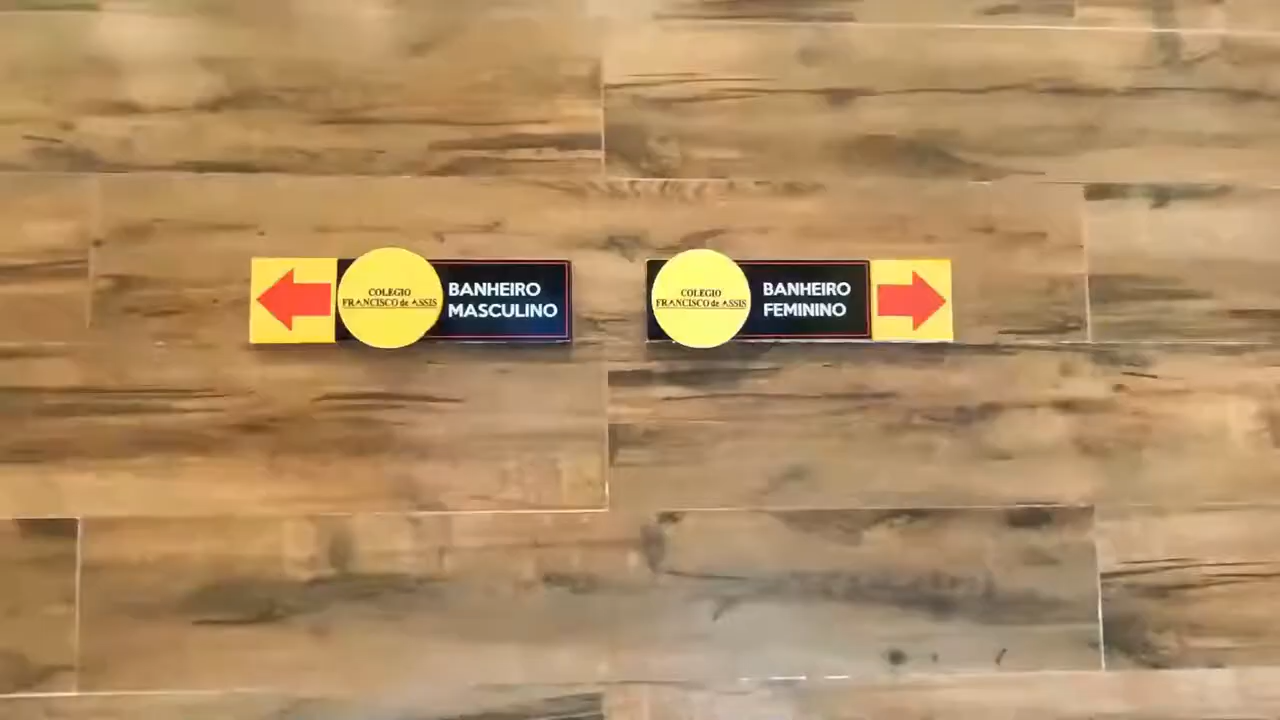 COLEGIO
FRANCISCO de ASSIS
BANHEIRO
MASCULINO
COLEGIO
FRANCISCO de ASSIS
BANHEIRO
FEMININO